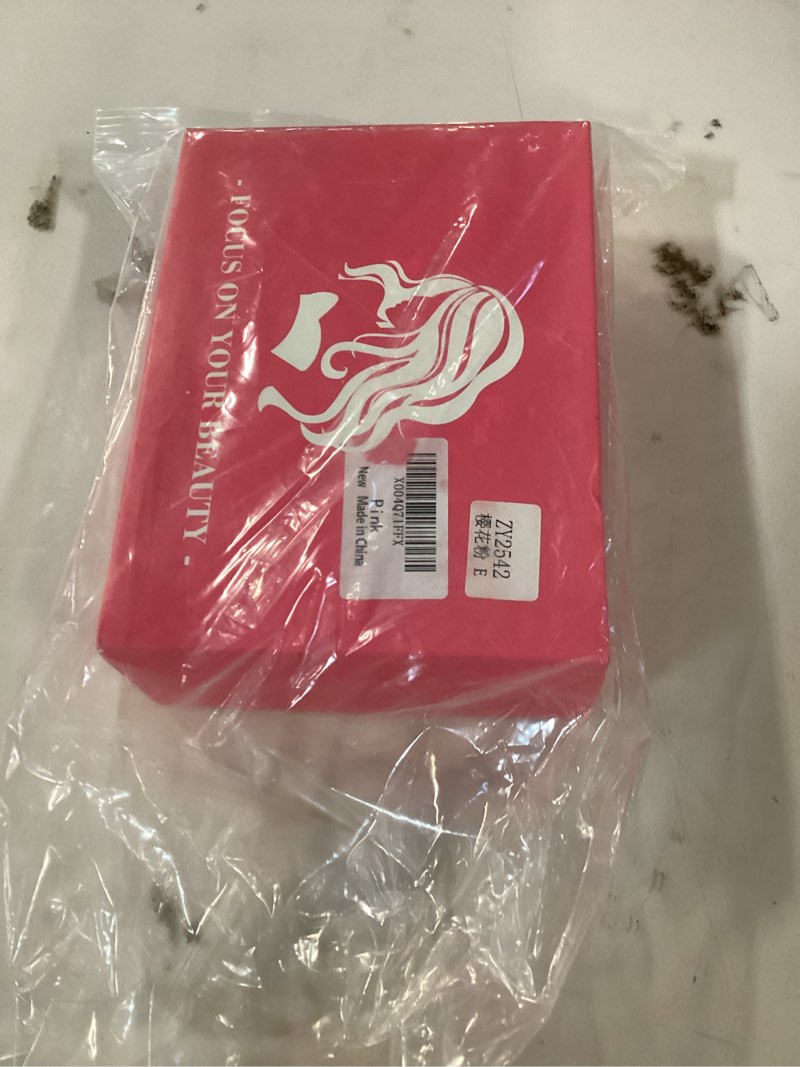 - FOCUS ON YOUR BEAUTY -
X004Q71FFX
Pink
New Made in China
ZY2542
樱花粉 E